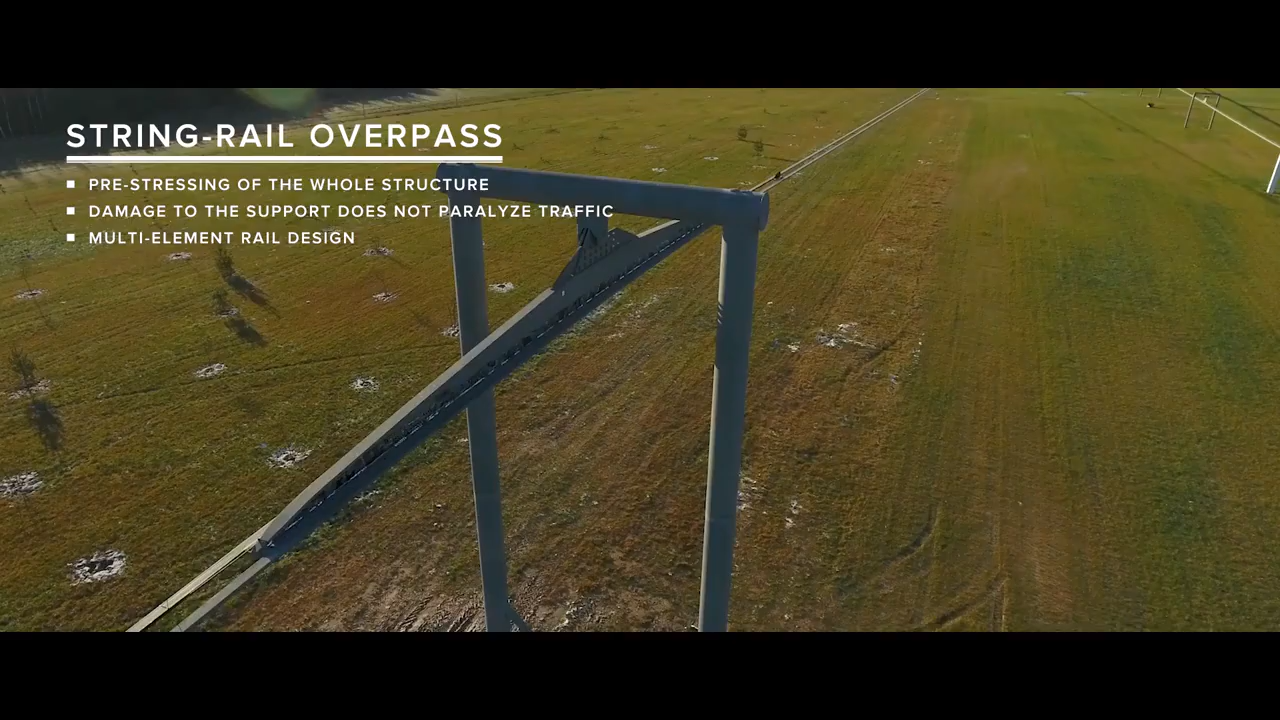 STRING-RAIL OVERPASS
PRE-STRESSING OF THE WHOLE STRUCTURE
DAMAGE TO THE SUPPORT DOES NOT PARALYZE TRAFFIC
MULTI-ELEMENT RAIL DESIGN